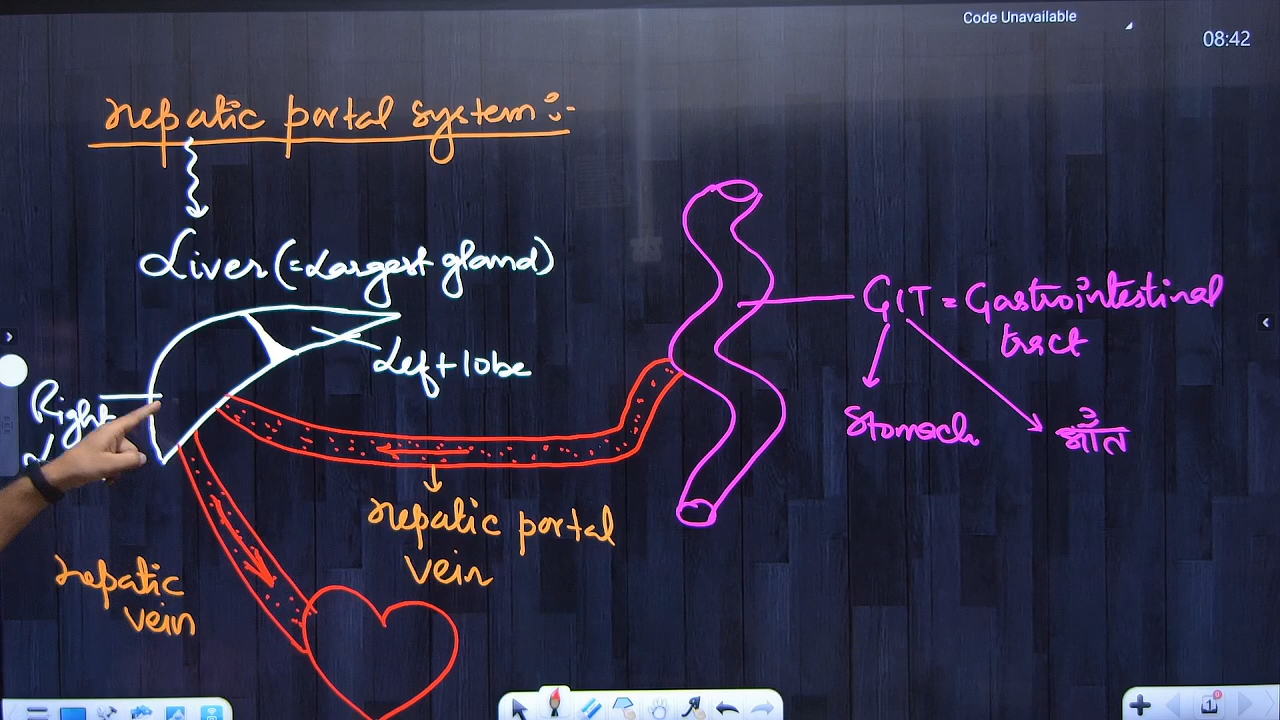 Code Unavailable
08:42
Hepatic portal system :-
Liver (= Largest gland)
Left lobe
Right
GIT = Gastrointestinal
tract
Stomach
आँत
Hepatic portal
vein
Hepatic
vein
1